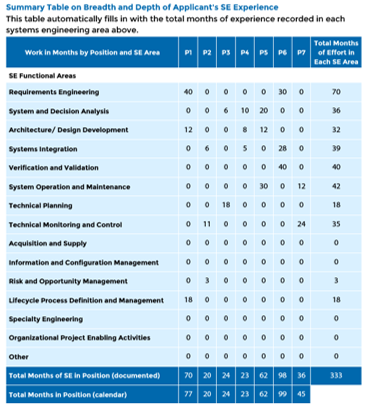 Summary Table on Breadth and Depth of Applicant's SE Experience
This table automatically fills in with the total months of experience recorded in each
systems engineering area above.
Work in Months by Position and SE Area P1 P2 P3 P4 P5 P6 P7 Total Months of Effort in Each SE Area
SE Functional Areas
Requirements Engineering 40 0 0 0 0 30 0 70
System and Decision Analysis 0 0 6 10 20 0 0 36
Architecture/ Design Development 12 0 0 8 12 0 0 32
Systems Integration 0 6 0 5 0 28 0 39
Verification and Validation 0 0 0 0 0 40 0 40
System Operation and Maintenance 0 0 0 0 30 0 12 42
Technical Planning 0 0 18 0 0 0 0 18
Technical Monitoring and Control 0 11 0 0 0 0 24 35
Acquisition and Supply 0 0 0 0 0 0 0 0
Information and Configuration Management 0 0 0 0 0 0 0 0
Risk and Opportunity Management 0 3 0 0 0 0 0 3
Lifecycle Process Definition and Management 18 0 0 0 0 0 0 18
Specialty Engineering 0 0 0 0 0 0 0 0
Organizational Project Enabling Activities 0 0 0 0 0 0 0 0
Other 0 0 0 0 0 0 0 0
Total Months of SE in Position (documented) 70 20 24 23 62 98 36 333
Total Months in Position (calendar) 77 20 24 23 62 99 45